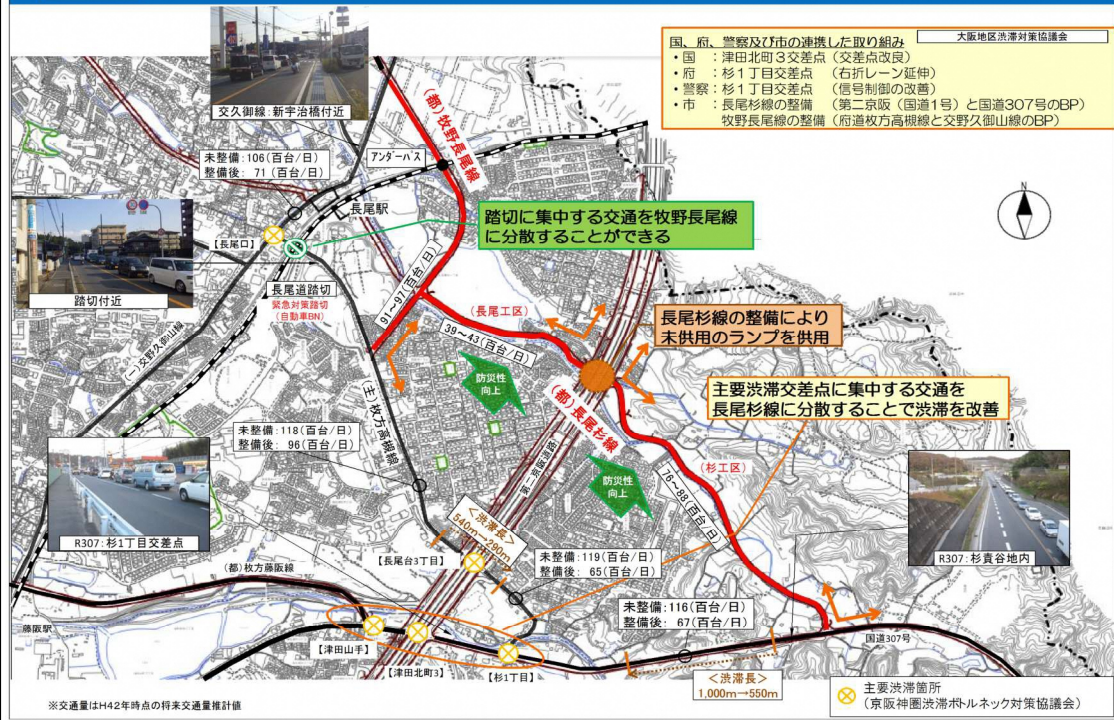 国、府、警察及び市の連携した取り組み
大阪地区渋滞対策協議会
・国　：津田北町３交差点（交差点改良）
・府　：杉１丁目交差点　（右折レーン延伸）
・警察：杉１丁目交差点　（信号制御の改善）
・市　：長尾杉線の整備　（第二京阪（国道1号）と国道307号のBP）
牧野長尾線の整備（府道枚方高槻線と交野久御山線のBP）
交久御線：新宇治橋付近
(都)牧野長尾線
アンダーパス
未整備：106(百台/日)
整備後： 71(百台/日)
長尾駅
【長尾口】
踏切に集中する交通を牧野長尾線
に分散することができる
踏切付近
長尾道踏切
緊急対策踏切
(自動車BN)
91～97(百台/日)
(長尾工区)
39～43(百台/日)
長尾杉線の整備により
未供用のランプを供用
(一)交野久御山線
(主)枚方高槻線
防災性
向上
(都)長尾杉線
主要渋滞交差点に集中する交通を
長尾杉線に分散することで渋滞を改善
未整備：118(百台/日)
整備後： 96(百台/日)
第二京阪道路
(杉工区)
防災性
向上
76～88(百台/日)
R307：杉1丁目交差点
R307：杉責谷地内
＜渋滞長＞
540m→290m
【長尾台3丁目】
未整備：119(百台/日)
整備後： 65(百台/日)
(都)枚方藤阪線
未整備：116(百台/日)
整備後： 67(百台/日)
藤阪駅
国道307号
【津田山手】
【津田北町3】
【杉1丁目】
＜渋滞長＞
1,000m→550m
主要渋滞箇所
（京阪神圏渋滞ボトルネック対策協議会）
※交通量はH42年時点の将来交通量推計値
N